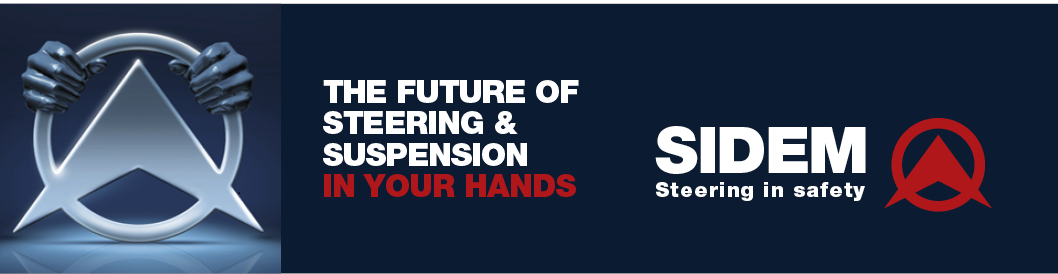 THE FUTURE OF
STEERING &
SUSPENSION
IN YOUR HANDS
SIDEM
Steering in safety